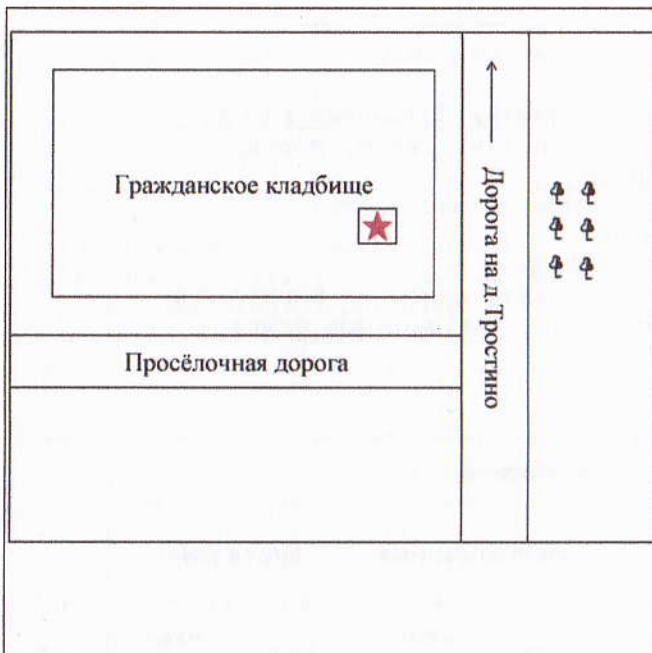 Гражданское кладбище
Дорога на д.Тростино
Просёлочная дорога